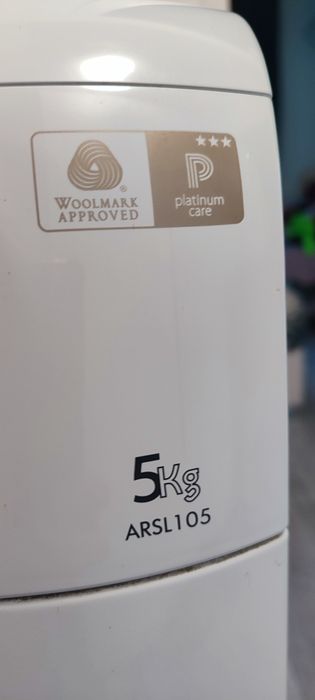 WOOLMARK
APPROVED
®
P
platinum
care
5Kg
ARSL105